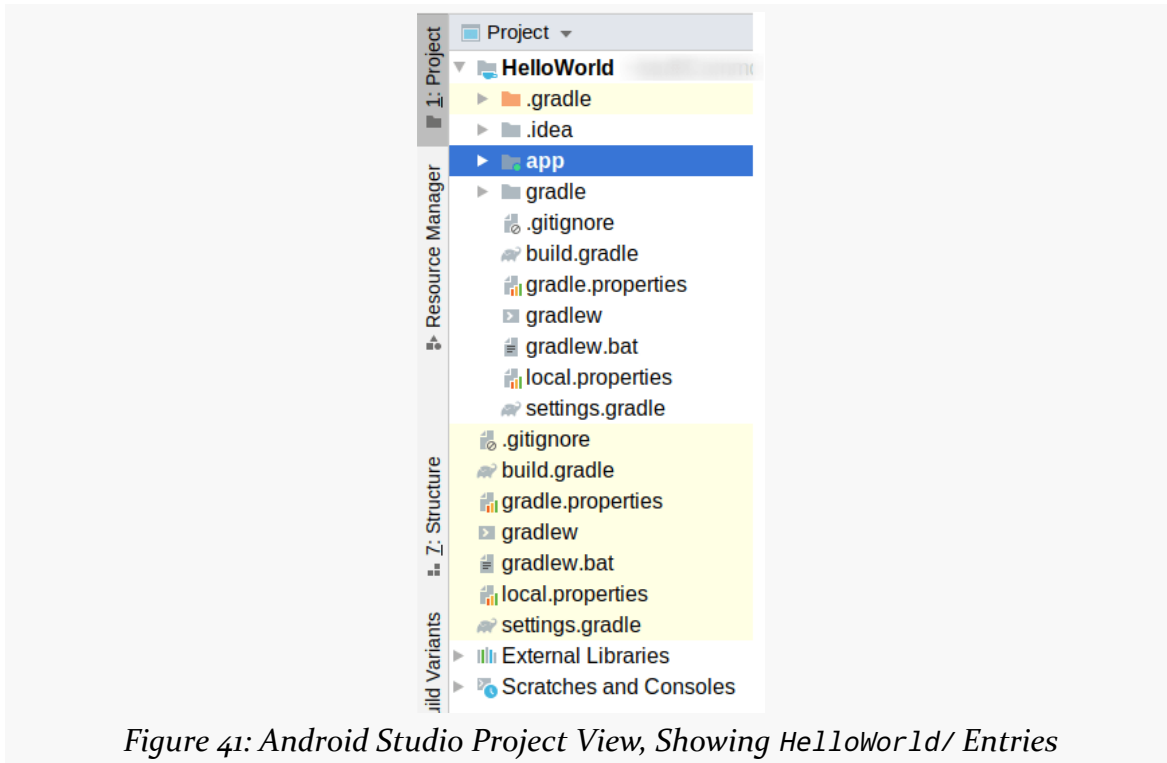 1: Project
Resource Manager
7: Structure
Variants
Project
HelloWorld
.gradle
.idea
app
gradle
.gitignore
build.gradle
gradle.properties
gradlew
gradlew.bat
local.properties
settings.gradle
.gitignore
build.gradle
gradle.properties
gradlew
gradlew.bat
local.properties
settings.gradle
External Libraries
Scratches and Consoles
Figure 41: Android Studio Project View, Showing HelloWorld/ Entries